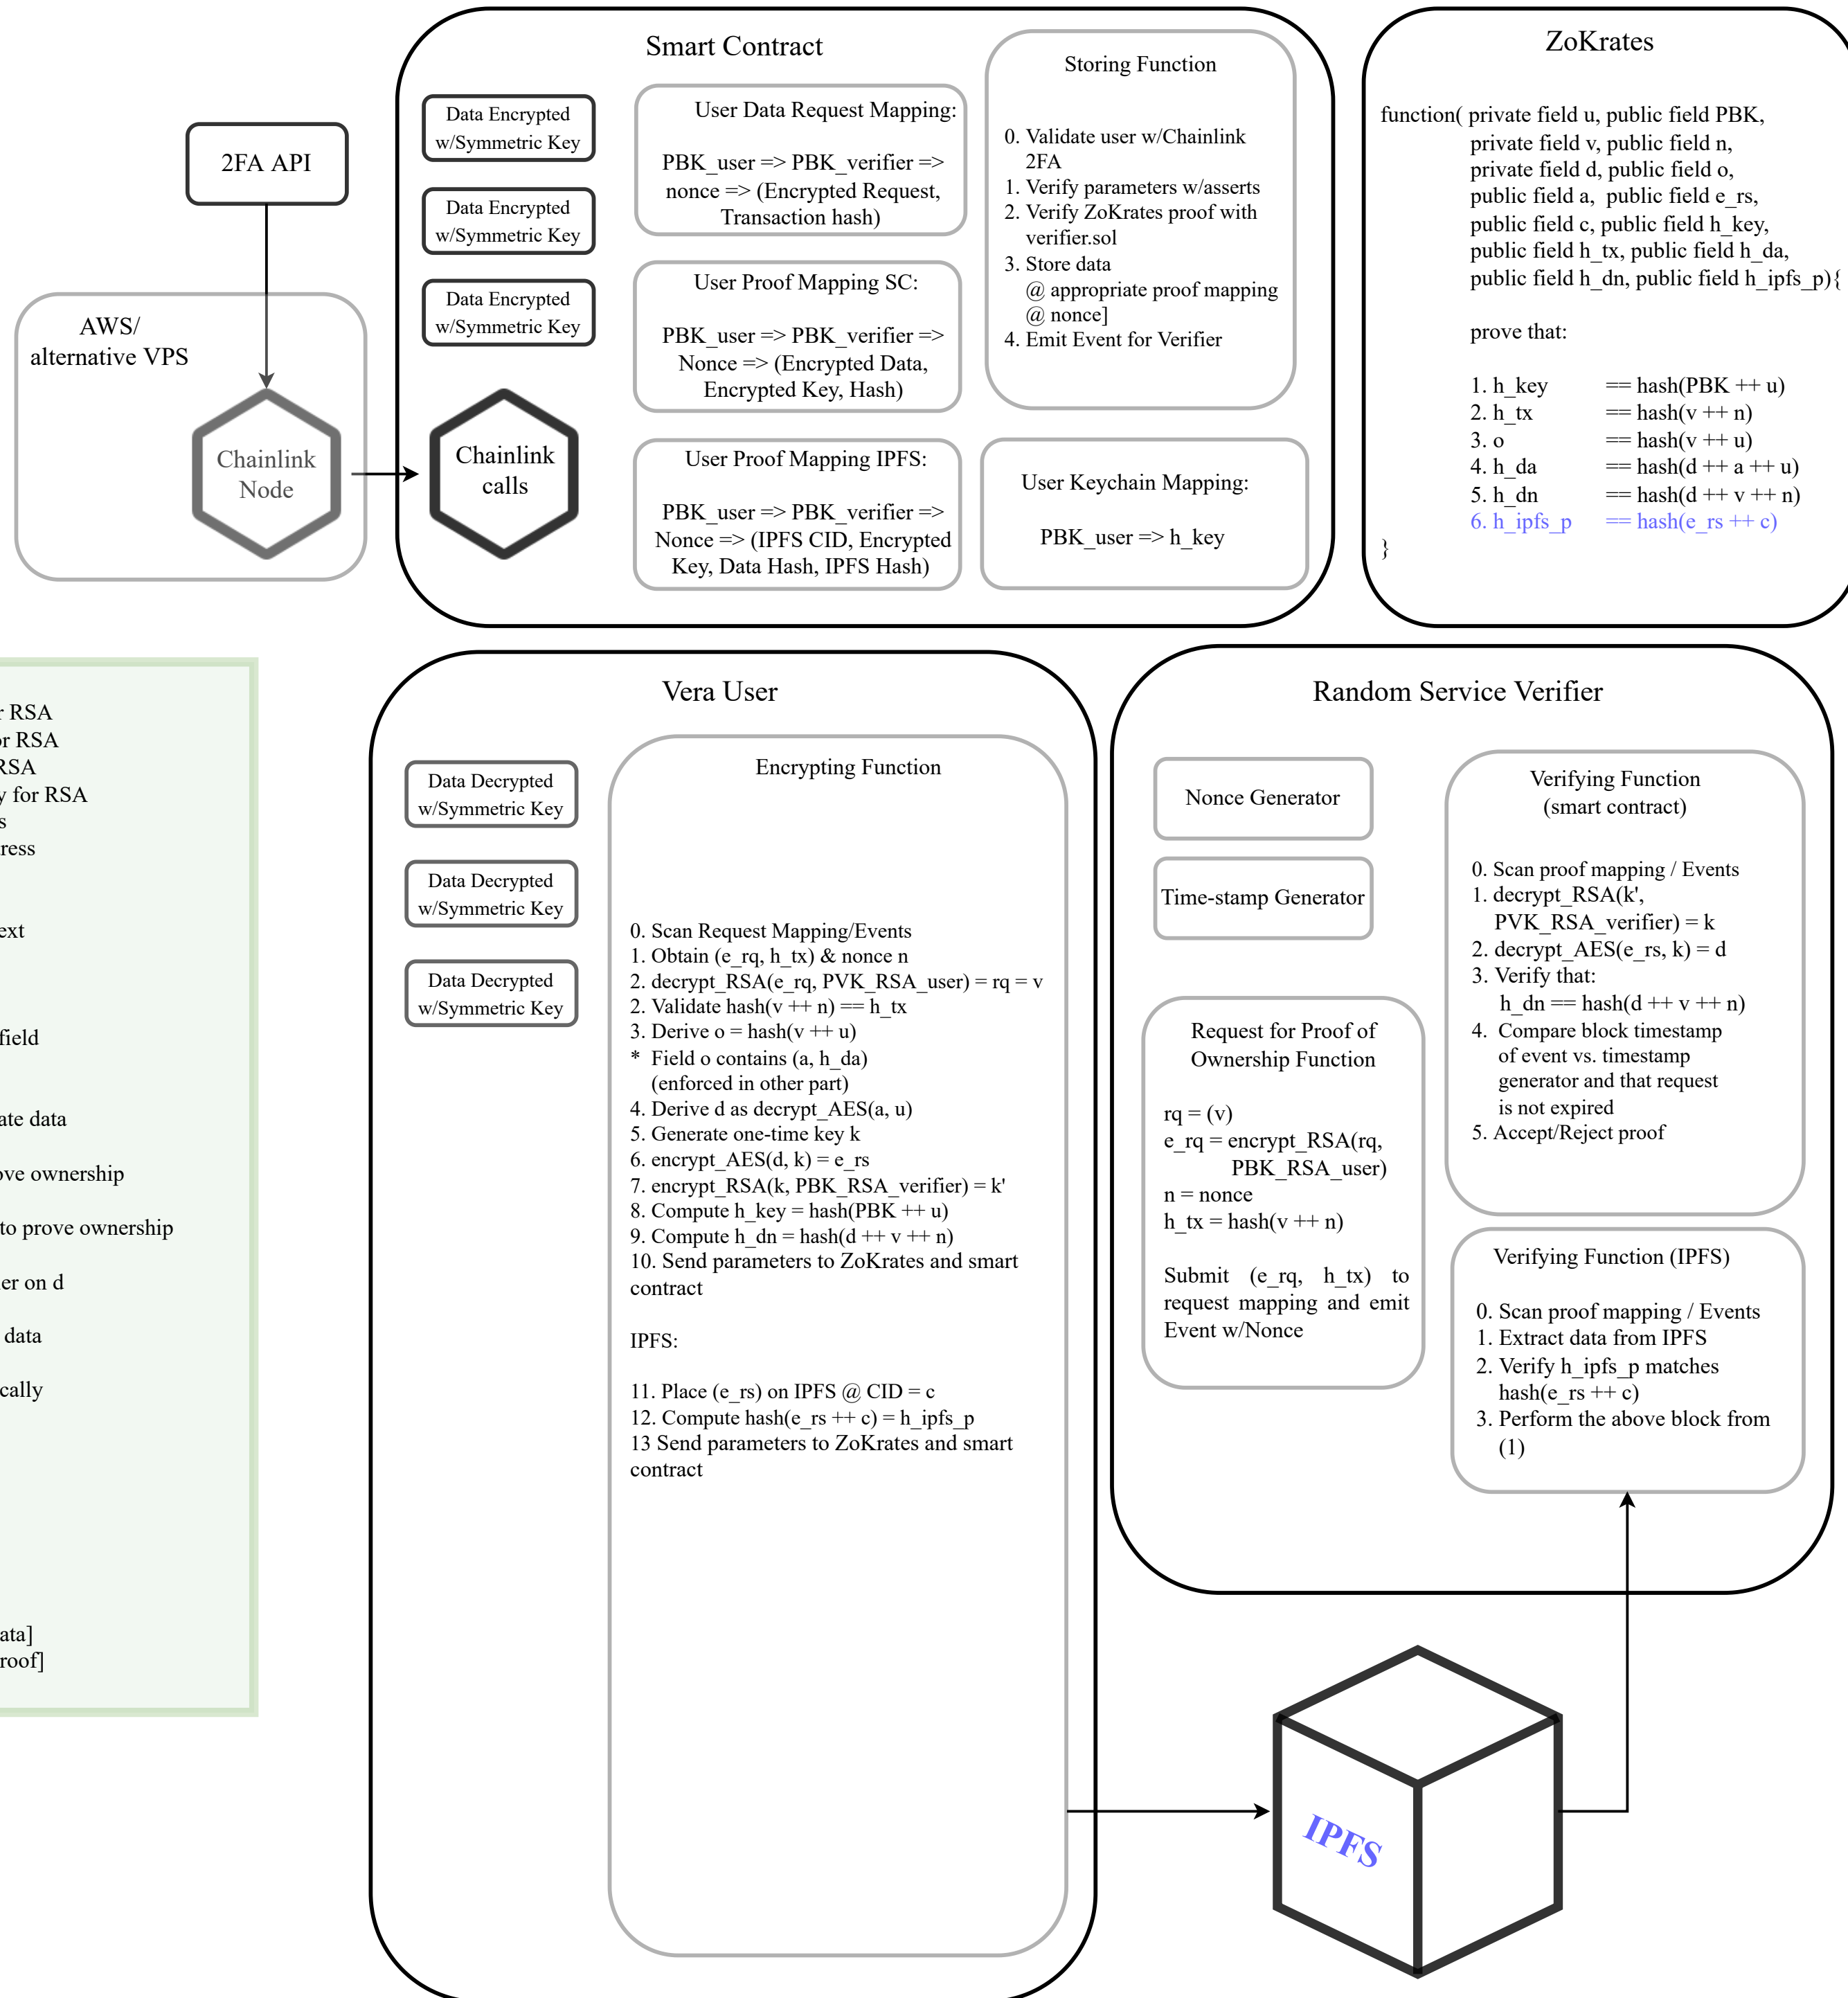 2FA API
AWS/
alternative VPS
Chainlink
Node
Smart Contract
Data Encrypted
w/Symmetric Key
Data Encrypted
w/Symmetric Key
Data Encrypted
w/Symmetric Key
Chainlink
calls
User Data Request Mapping:
PBK_user => PBK_verifier =>
nonce => (Encrypted Request,
Transaction hash)
User Proof Mapping SC:
PBK_user => PBK_verifier =>
Nonce => (Encrypted Data,
Encrypted Key, Hash)
User Proof Mapping IPFS:
PBK_user => PBK_verifier =>
Nonce => (IPFS CID, Encrypted
Key, Data Hash, IPFS Hash)
Storing Function
0. Validate user w/Chainlink
2FA
1. Verify parameters w/asserts
2. Verify ZoKrates proof with
verifier.sol
3. Store data
@ appropriate proof mapping
@ nonce]
4. Emit Event for Verifier
User Keychain Mapping:
PBK_user => h_key
ZoKrates
function( private field u, public field PBK,
private field v, public field n,
private field d, public field o,
public field a, public field e_rs,
public field c, public field h_key,
public field h_tx, public field h_da,
public field h_dn, public field h_ipfs_p){
prove that:
1. h_key == hash(PBK ++ u)
2. h_tx == hash(v ++ n)
3. o == hash(v ++ u)
4. h_da == hash(d ++ a ++ u)
5. h_dn == hash(d ++ v ++ n)
6. h_ipfs_p == hash(e_rs ++ c)
}
r RSA
or RSA
RSA
y for RSA
s
ress
ext
field
ate data
ove ownership
to prove ownership
er on d
data
cally
ata]
roof]
Vera User
Data Decrypted
w/Symmetric Key
Data Decrypted
w/Symmetric Key
Data Decrypted
w/Symmetric Key
Encrypting Function
0. Scan Request Mapping/Events
1. Obtain (e_rq, h_tx) & nonce n
2. decrypt_RSA(e_rq, PVK_RSA_user) = rq = v
2. Validate hash(v ++ n) == h_tx
3. Derive o = hash(v ++ u)
* Field o contains (a, h_da)
(enforced in other part)
4. Derive d as decrypt_AES(a, u)
5. Generate one-time key k
6. encrypt_AES(d, k) = e_rs
7. encrypt_RSA(k, PBK_RSA_verifier) = k'
8. Compute h_key = hash(PBK ++ u)
9. Compute h_dn = hash(d ++ v ++ n)
10. Send parameters to ZoKrates and smart
contract
IPFS:
11. Place (e_rs) on IPFS @ CID = c
12. Compute hash(e_rs ++ c) = h_ipfs_p
13 Send parameters to ZoKrates and smart
contract
Random Service Verifier
Nonce Generator
Time-stamp Generator
Request for Proof of
Ownership Function
rq = (v)
e_rq = encrypt_RSA(rq,
PBK_RSA_user)
n = nonce
h_tx = hash(v ++ n)
Submit (e_rq, h_tx) to
request mapping and emit
Event w/Nonce
Verifying Function
(smart contract)
0. Scan proof mapping / Events
1. decrypt_RSA(k',
PVK_RSA_verifier) = k
2. decrypt_AES(e_rs, k) = d
3. Verify that:
h_dn == hash(d ++ v ++ n)
4. Compare block timestamp
of event vs. timestamp
generator and that request
is not expired
5. Accept/Reject proof
Verifying Function (IPFS)
0. Scan proof mapping / Events
1. Extract data from IPFS
2. Verify h_ipfs_p matches
hash(e_rs ++ c)
3. Perform the above block from
(1)
IPFS